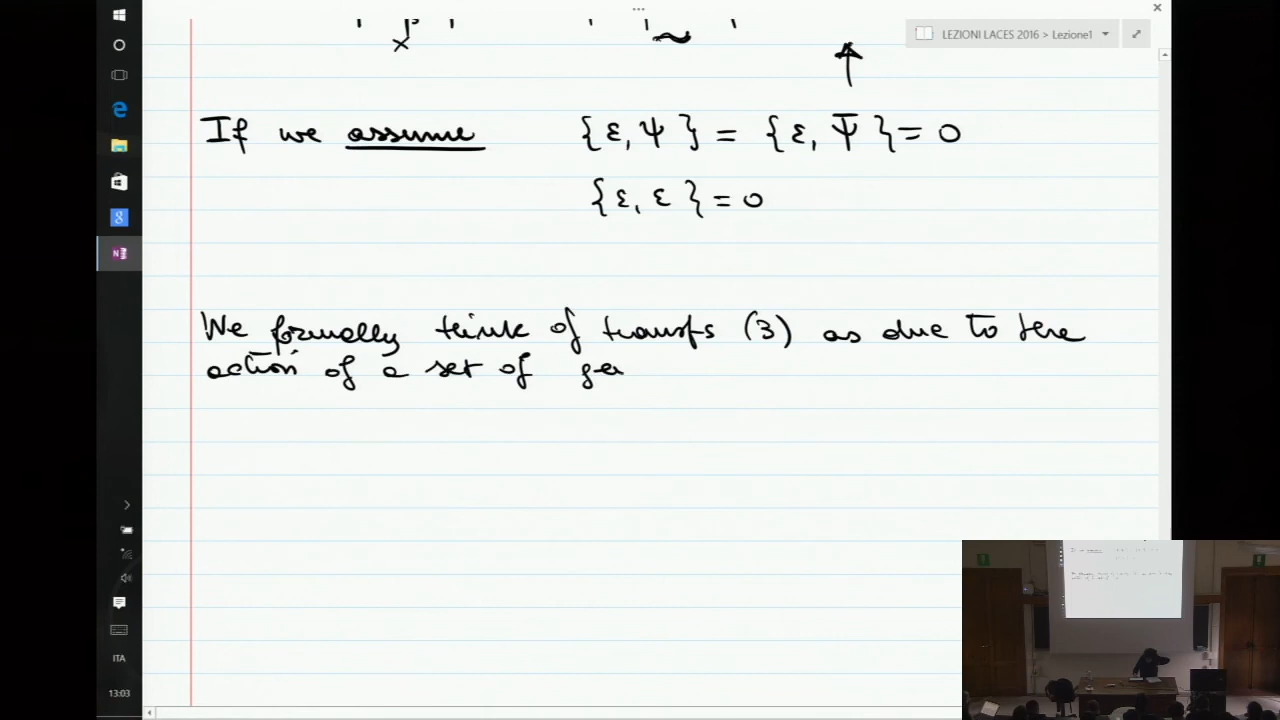 LEZIONI LACES 2016 > Lezione1
If we assume {ε, Ψ} = {ε, Ψ̄} = 0
{ε, ε} = 0
We formally think of transfs (3) as due to the
action of a set of ge
ITA
13:03